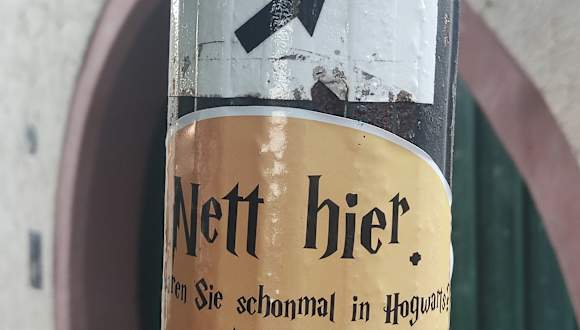 Nett hier.
Sie schonmal in Hogwarts?